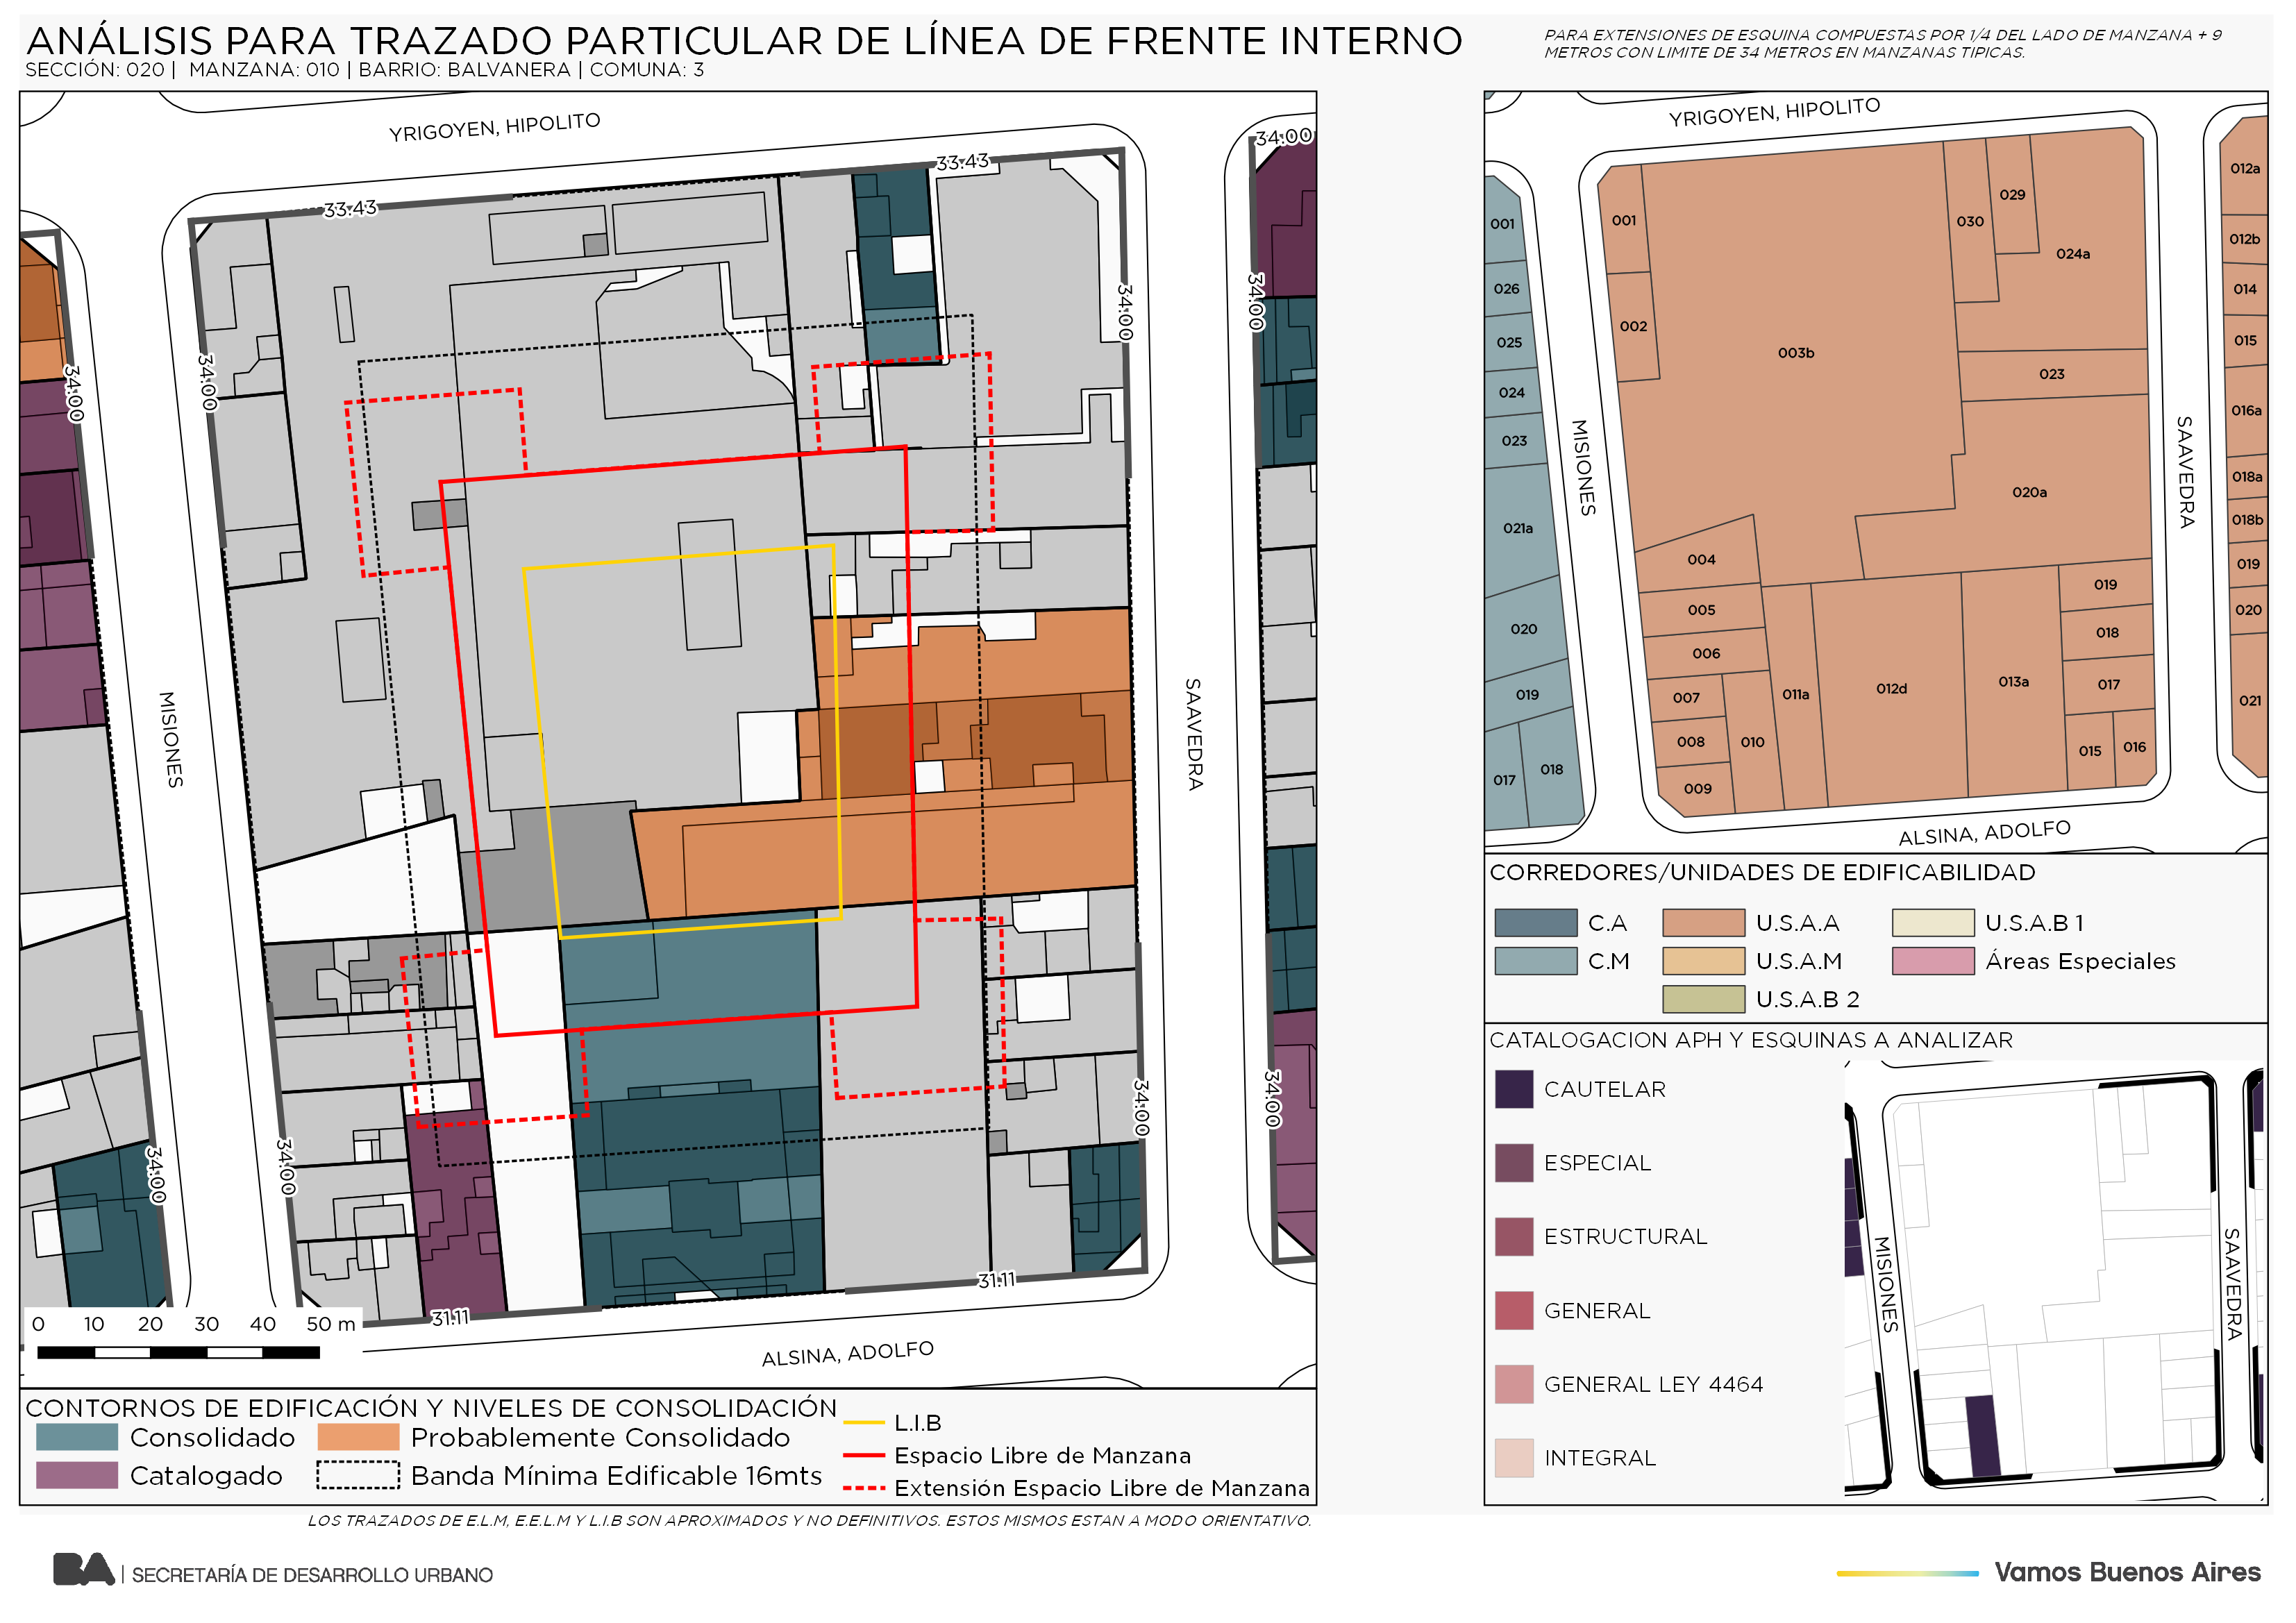 ANÁLISIS PARA TRAZADO PARTICULAR DE LÍNEA DE FRENTE INTERNO
SECCIÓN: 020 | MANZANA: 010 | BARRIO: BALVANERA | COMUNA: 3
PARA EXTENSIONES DE ESQUINA COMPUESTAS POR 1/4 DEL LADO DE MANZANA + 9
METROS CON LIMITE DE 34 METROS EN MANZANAS TIPICAS.
YRIGOYEN, HIPOLITO
33.43
33.43
34.00
34.00
34.00
34.00
34.00
MISIONES
SAAVEDRA
34.00
34.00
34.00
34.00
31.11
31.11
ALSINA, ADOLFO
0 10 20 30 40 50 m
CONTORNOS DE EDIFICACIÓN Y NIVELES DE CONSOLIDACIÓN
Consolidado
Probablemente Consolidado
Catalogado
Banda Mínima Edificable 16mts
L.I.B
Espacio Libre de Manzana
Extensión Espacio Libre de Manzana
LOS TRAZADOS DE E.L.M, E.E.L.M Y L.I.B SON APROXIMADOS Y NO DEFINITIVOS. ESTOS MISMOS ESTAN A MODO ORIENTATIVO.
YRIGOYEN, HIPOLITO
MISIONES
SAAVEDRA
ALSINA, ADOLFO
001
026
025
024
023
021a
020
019
018
017
001
002
003b
030
029
024a
023
020a
004
005
006
007
008
009
010
011a
012d
013a
019
018
017
015
016
012a
012b
014
015
016a
018a
018b
019
020
021
CORREDORES/UNIDADES DE EDIFICABILIDAD
C.A
U.S.A.A
U.S.A.B 1
C.M
U.S.A.M
Áreas Especiales
U.S.A.B 2
CATALOGACION APH Y ESQUINAS A ANALIZAR
CAUTELAR
ESPECIAL
ESTRUCTURAL
GENERAL
GENERAL LEY 4464
INTEGRAL
MISIONES
SAAVEDRA
BA | SECRETARÍA DE DESARROLLO URBANO
Vamos Buenos Aires